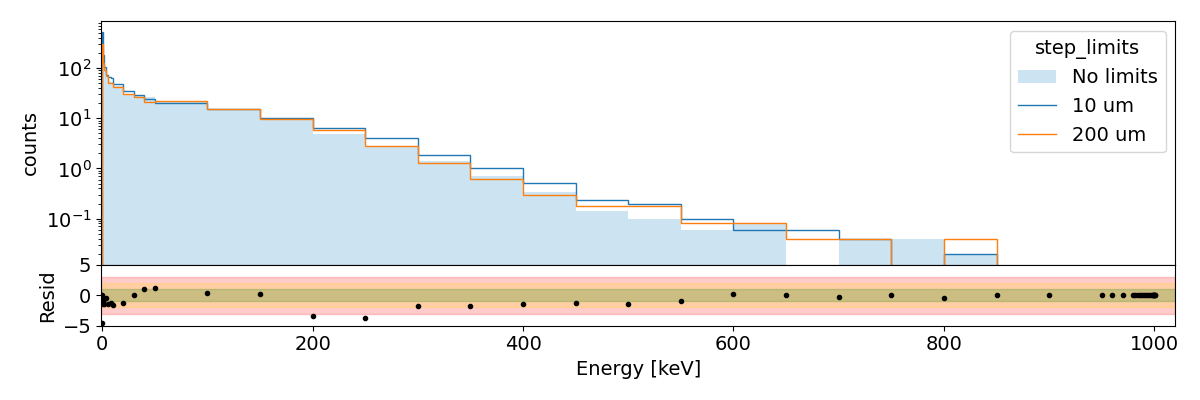 step_limits
No limits
10 um
200 um
counts
10²
10¹
10⁰
10⁻¹
Resid
5
0
−5
0 200 400 600 800 1000
Energy [keV]